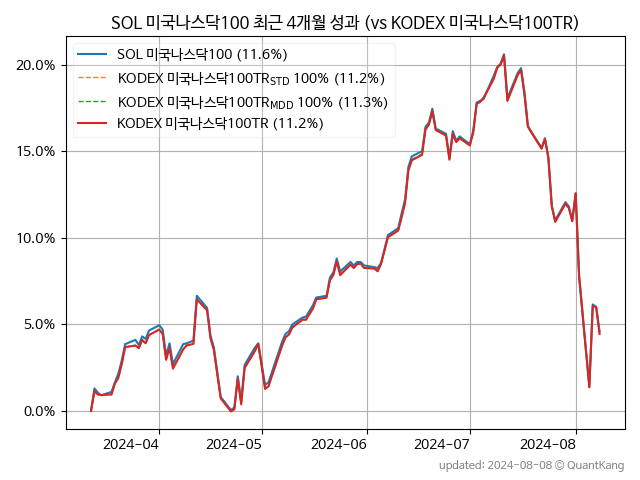 SOL 미국나스닥100 최근 4개월 성과 (vs KODEX 미국나스닥100TR)
SOL 미국나스닥100 (11.6%)
KODEX 미국나스닥100TR_STD 100% (11.2%)
KODEX 미국나스닥100TR_MDD 100% (11.3%)
KODEX 미국나스닥100TR (11.2%)
20.0%
15.0%
10.0%
5.0%
0.0%
2024-04 2024-05 2024-06 2024-07 2024-08
updated: 2024-08-08 © QuantKang